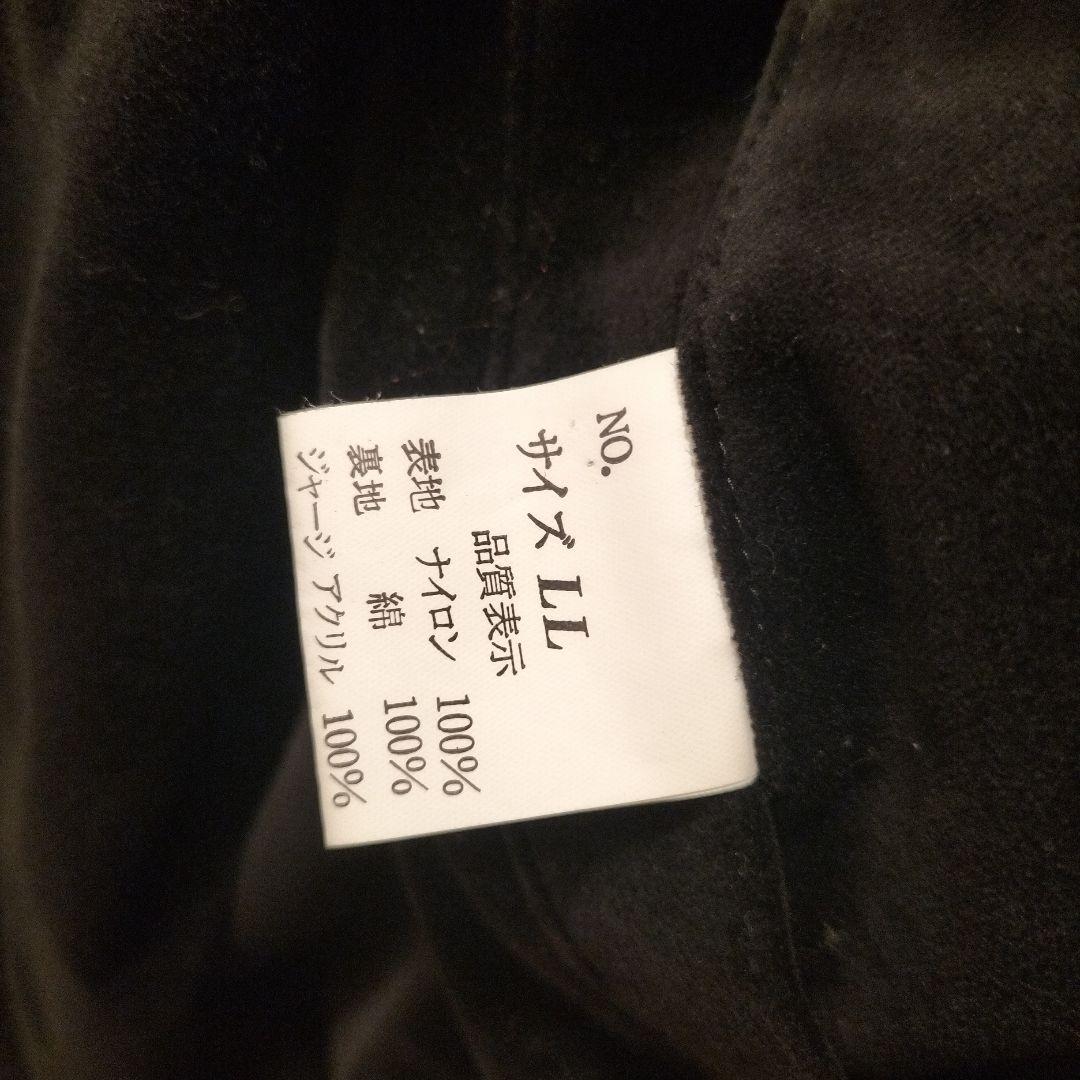 NO.
サイズ LL
品質表示
表地 ナイロン 100%
裏地 綿 100%
ジャージ アクリル 100%